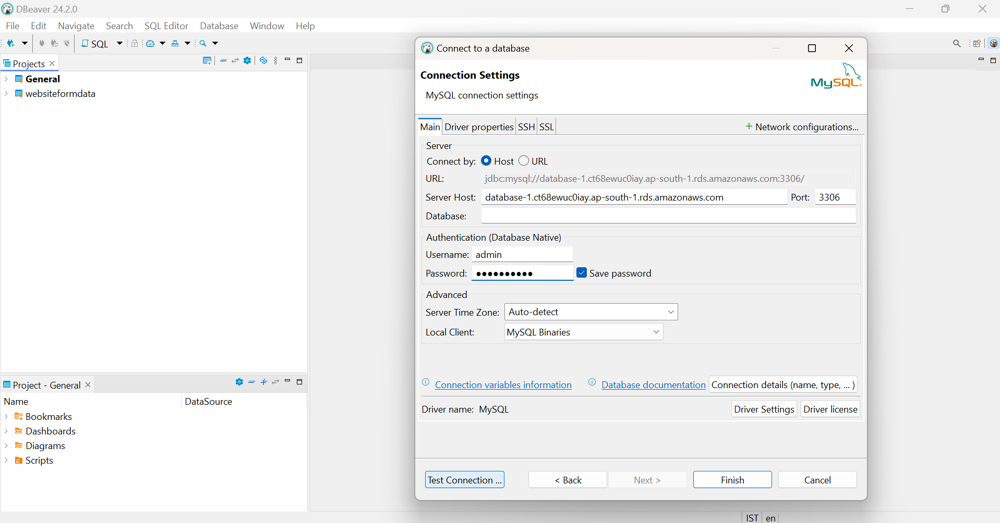 DBeaver 24.2.0
File Edit Navigate Search SQL Editor Database Window Help
SQL
Projects
General
websiteformdata
Project - General
Name DataSource
Bookmarks
Dashboards
Diagrams
Scripts
Connect to a database
Connection Settings
MySQL connection settings
MySQL
Main Driver properties SSH SSL + Network configurations...
Server
Connect by: Host URL
URL: jdbc:mysql://database-1.ct68ewuc0iay.ap-south-1.rds.amazonaws.com:3306/
Server Host: database-1.ct68ewuc0iay.ap-south-1.rds.amazonaws.com Port: 3306
Database:
Authentication (Database Native)
Username: admin
Password: ●●●●●●●●●● Save password
Advanced
Server Time Zone: Auto-detect
Local Client: MySQL Binaries
Connection variables information Database documentation Connection details (name, type, ... )
Driver name: MySQL Driver Settings Driver license
Test Connection ... < Back Next > Finish Cancel
IST en